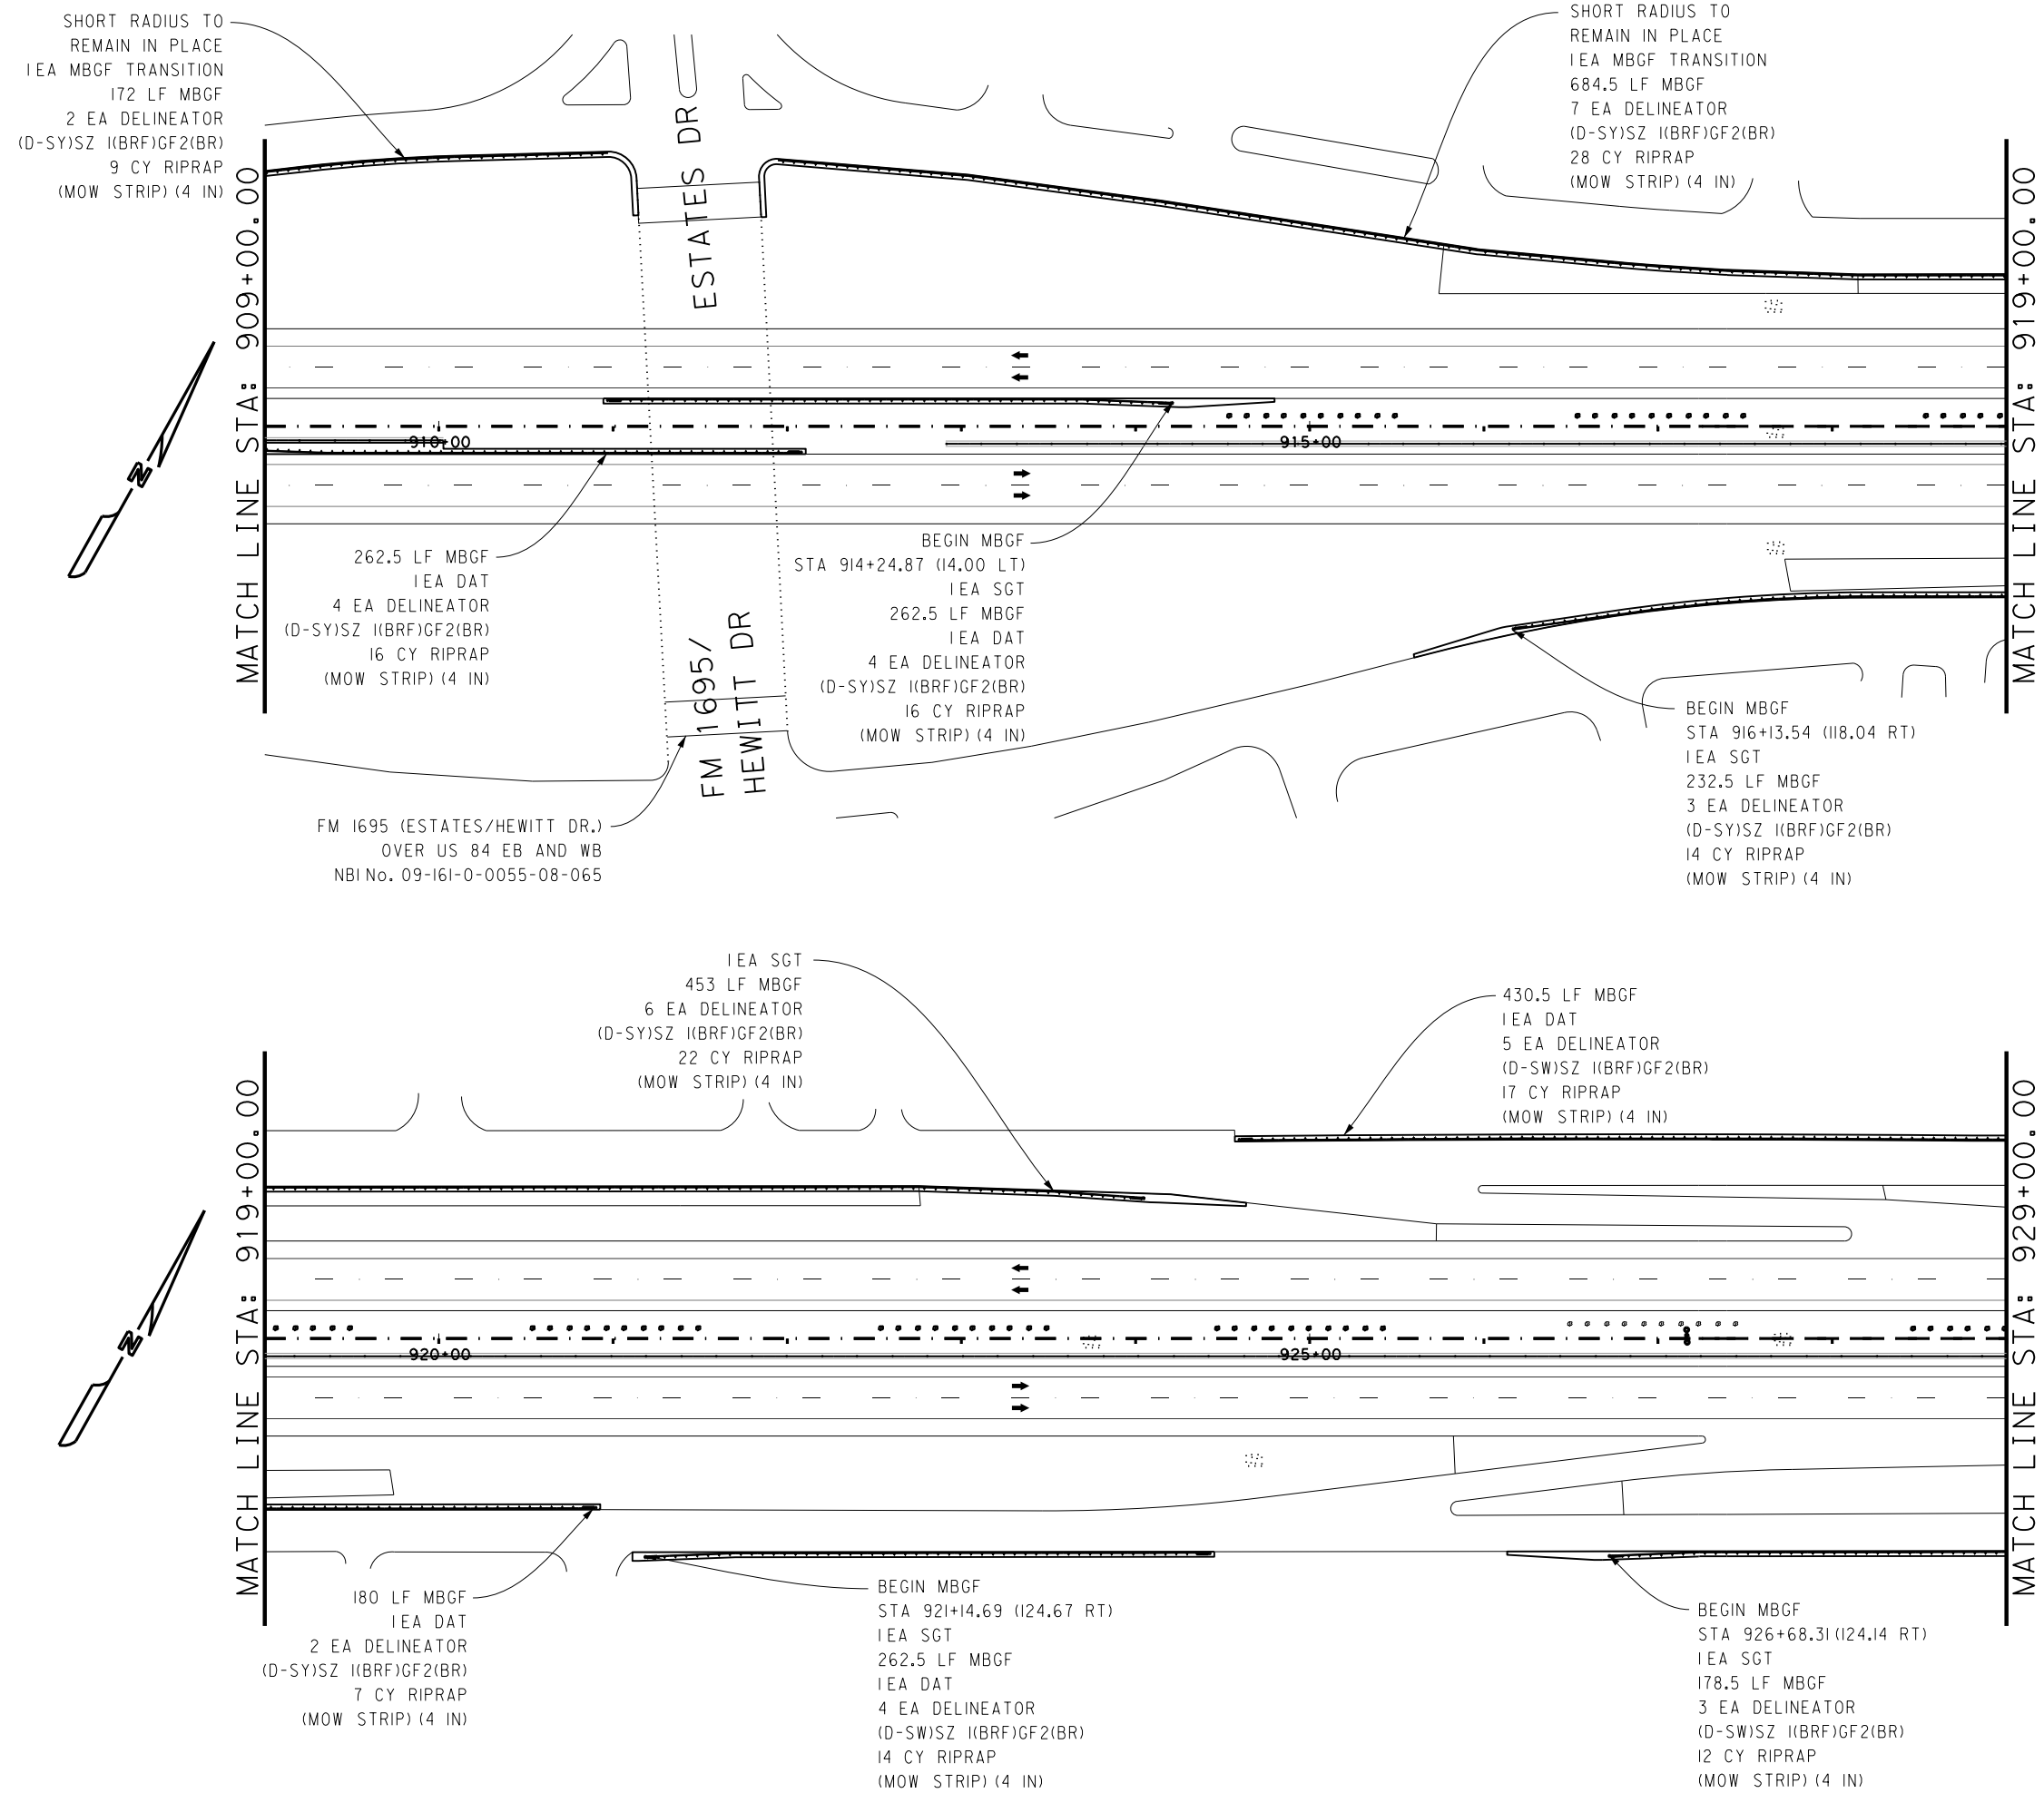 SHORT RADIUS TO
REMAIN IN PLACE
1 EA MBGF TRANSITION
172 LF MBGF
2 EA DELINEATOR
(D-SY)SZ 1(BRF)GF2(BR)
9 CY RIPRAP
(MOW STRIP)(4 IN)
SHORT RADIUS TO
REMAIN IN PLACE
1 EA MBGF TRANSITION
684.5 LF MBGF
7 EA DELINEATOR
(D-SY)SZ 1(BRF)GF2(BR)
28 CY RIPRAP
(MOW STRIP)(4 IN)
MATCH LINE STA: 909+00.00
ESTATES DR
MATCH LINE STA: 919+00.00
N
910+00
915+00
262.5 LF MBGF
1 EA DAT
4 EA DELINEATOR
(D-SY)SZ 1(BRF)GF2(BR)
16 CY RIPRAP
(MOW STRIP)(4 IN)
BEGIN MBGF
STA 914+24.87 (14.00 LT)
1 EA SGT
262.5 LF MBGF
1 EA DAT
4 EA DELINEATOR
(D-SY)SZ 1(BRF)GF2(BR)
16 CY RIPRAP
(MOW STRIP)(4 IN)
FM 1695/
HEWITT DR
BEGIN MBGF
STA 916+13.54 (118.04 RT)
1 EA SGT
232.5 LF MBGF
3 EA DELINEATOR
(D-SY)SZ 1(BRF)GF2(BR)
14 CY RIPRAP
(MOW STRIP)(4 IN)
FM 1695 (ESTATES/HEWITT DR.)
OVER US 84 EB AND WB
NBI No. 09-161-0-0055-08-065
1 EA SGT
453 LF MBGF
6 EA DELINEATOR
(D-SY)SZ 1(BRF)GF2(BR)
22 CY RIPRAP
(MOW STRIP)(4 IN)
430.5 LF MBGF
1 EA DAT
5 EA DELINEATOR
(D-SW)SZ 1(BRF)GF2(BR)
17 CY RIPRAP
(MOW STRIP)(4 IN)
MATCH LINE STA: 919+00.00
MATCH LINE STA: 929+00.00
N
920+00
925+00
180 LF MBGF
1 EA DAT
2 EA DELINEATOR
(D-SY)SZ 1(BRF)GF2(BR)
7 CY RIPRAP
(MOW STRIP)(4 IN)
BEGIN MBGF
STA 921+14.69 (124.67 RT)
1 EA SGT
262.5 LF MBGF
1 EA DAT
4 EA DELINEATOR
(D-SW)SZ 1(BRF)GF2(BR)
14 CY RIPRAP
(MOW STRIP)(4 IN)
BEGIN MBGF
STA 926+68.31 (124.14 RT)
1 EA SGT
178.5 LF MBGF
3 EA DELINEATOR
(D-SW)SZ 1(BRF)GF2(BR)
12 CY RIPRAP
(MOW STRIP)(4 IN)